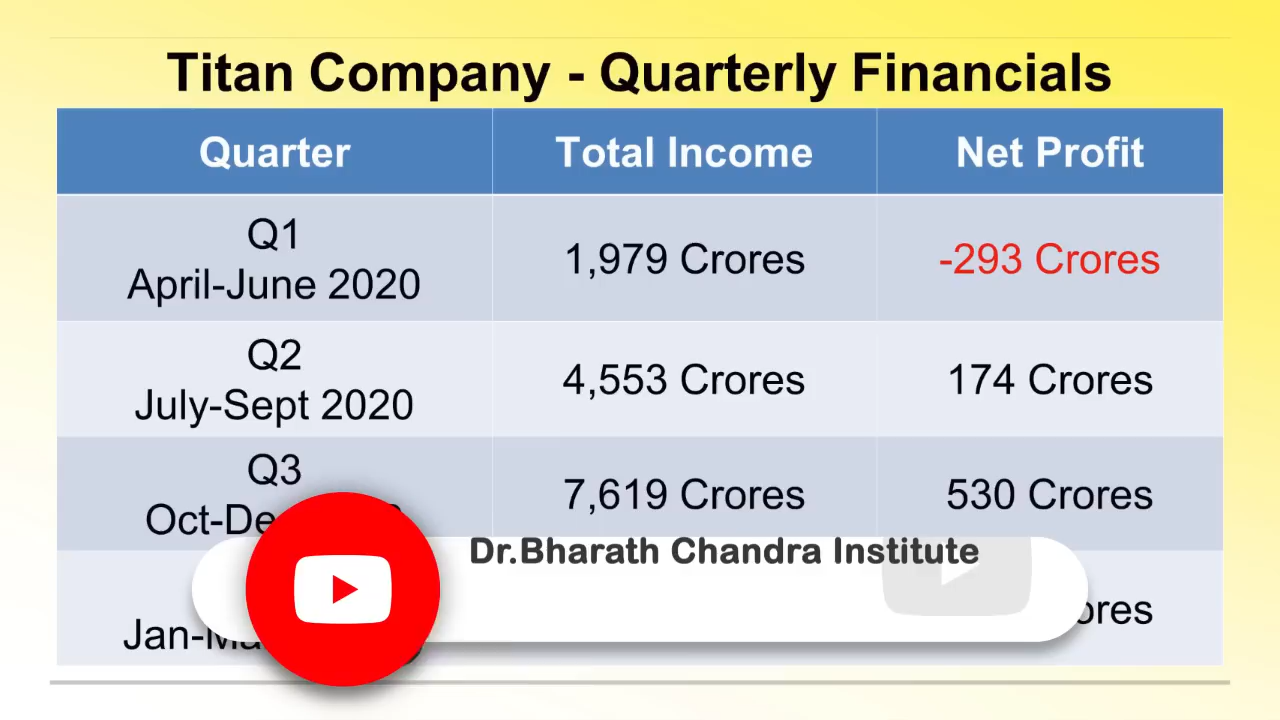 Titan Company - Quarterly Financials
Quarter Total Income Net Profit
Q1
April-June 2020 1,979 Crores -293 Crores
Q2
July-Sept 2020 4,553 Crores 174 Crores
Q3
7,619 Crores 530 Crores
Dr.Bharath Chandra Institute